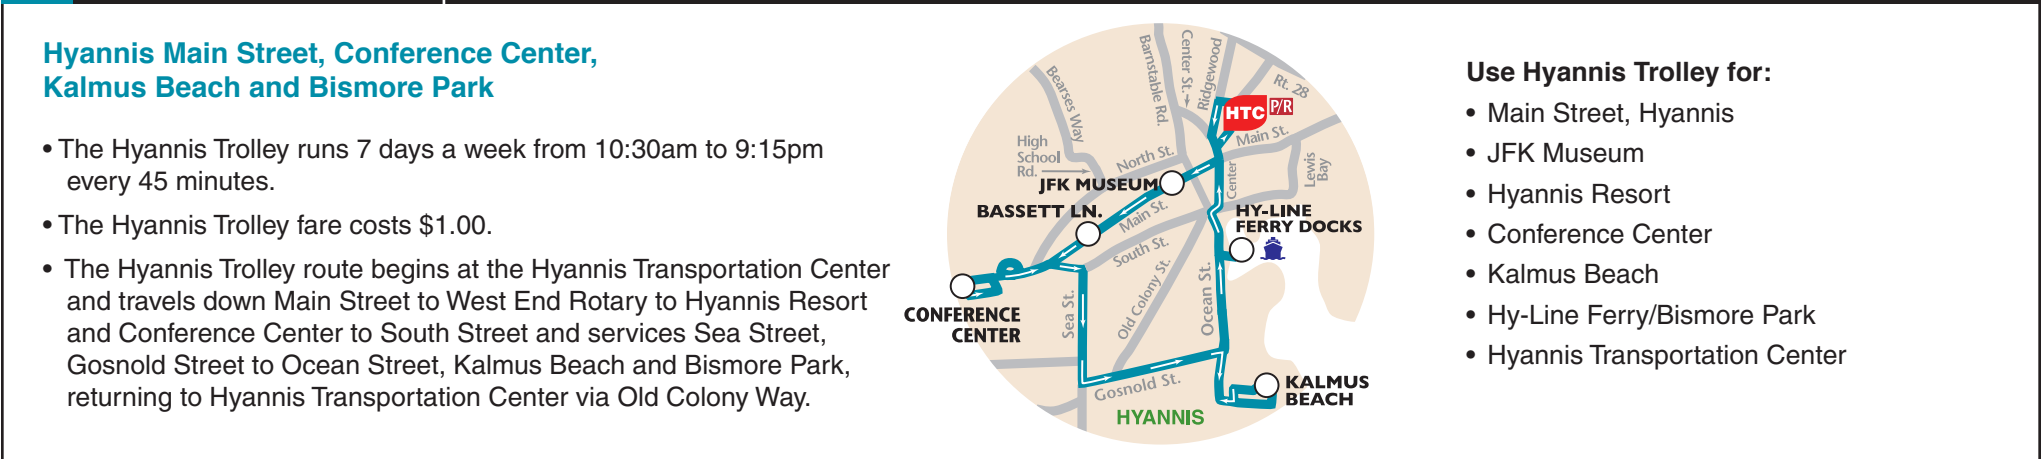 Hyannis Main Street, Conference Center,
Kalmus Beach and Bismore Park
• The Hyannis Trolley runs 7 days a week from 10:30am to 9:15pm
every 45 minutes.
• The Hyannis Trolley fare costs $1.00.
• The Hyannis Trolley route begins at the Hyannis Transportation Center
and travels down Main Street to West End Rotary to Hyannis Resort
and Conference Center to South Street and services Sea Street,
Gosnold Street to Ocean Street, Kalmus Beach and Bismore Park,
returning to Hyannis Transportation Center via Old Colony Way.
Bearses Way
Barnstable Rd.
Center St.
Ridgewood
Rt. 28
HTC
P/R
Main St.
High
School
Rd.
North St.
Lewis
Bay
Center
JFK MUSEUM
BASSETT LN.
Main St.
HY-LINE
FERRY DOCKS
South St.
Old Colony St.
Ocean St.
Sea St.
CONFERENCE
CENTER
Gosnold St.
KALMUS
BEACH
HYANNIS
Use Hyannis Trolley for:
• Main Street, Hyannis
• JFK Museum
• Hyannis Resort
• Conference Center
• Kalmus Beach
• Hy-Line Ferry/Bismore Park
• Hyannis Transportation Center